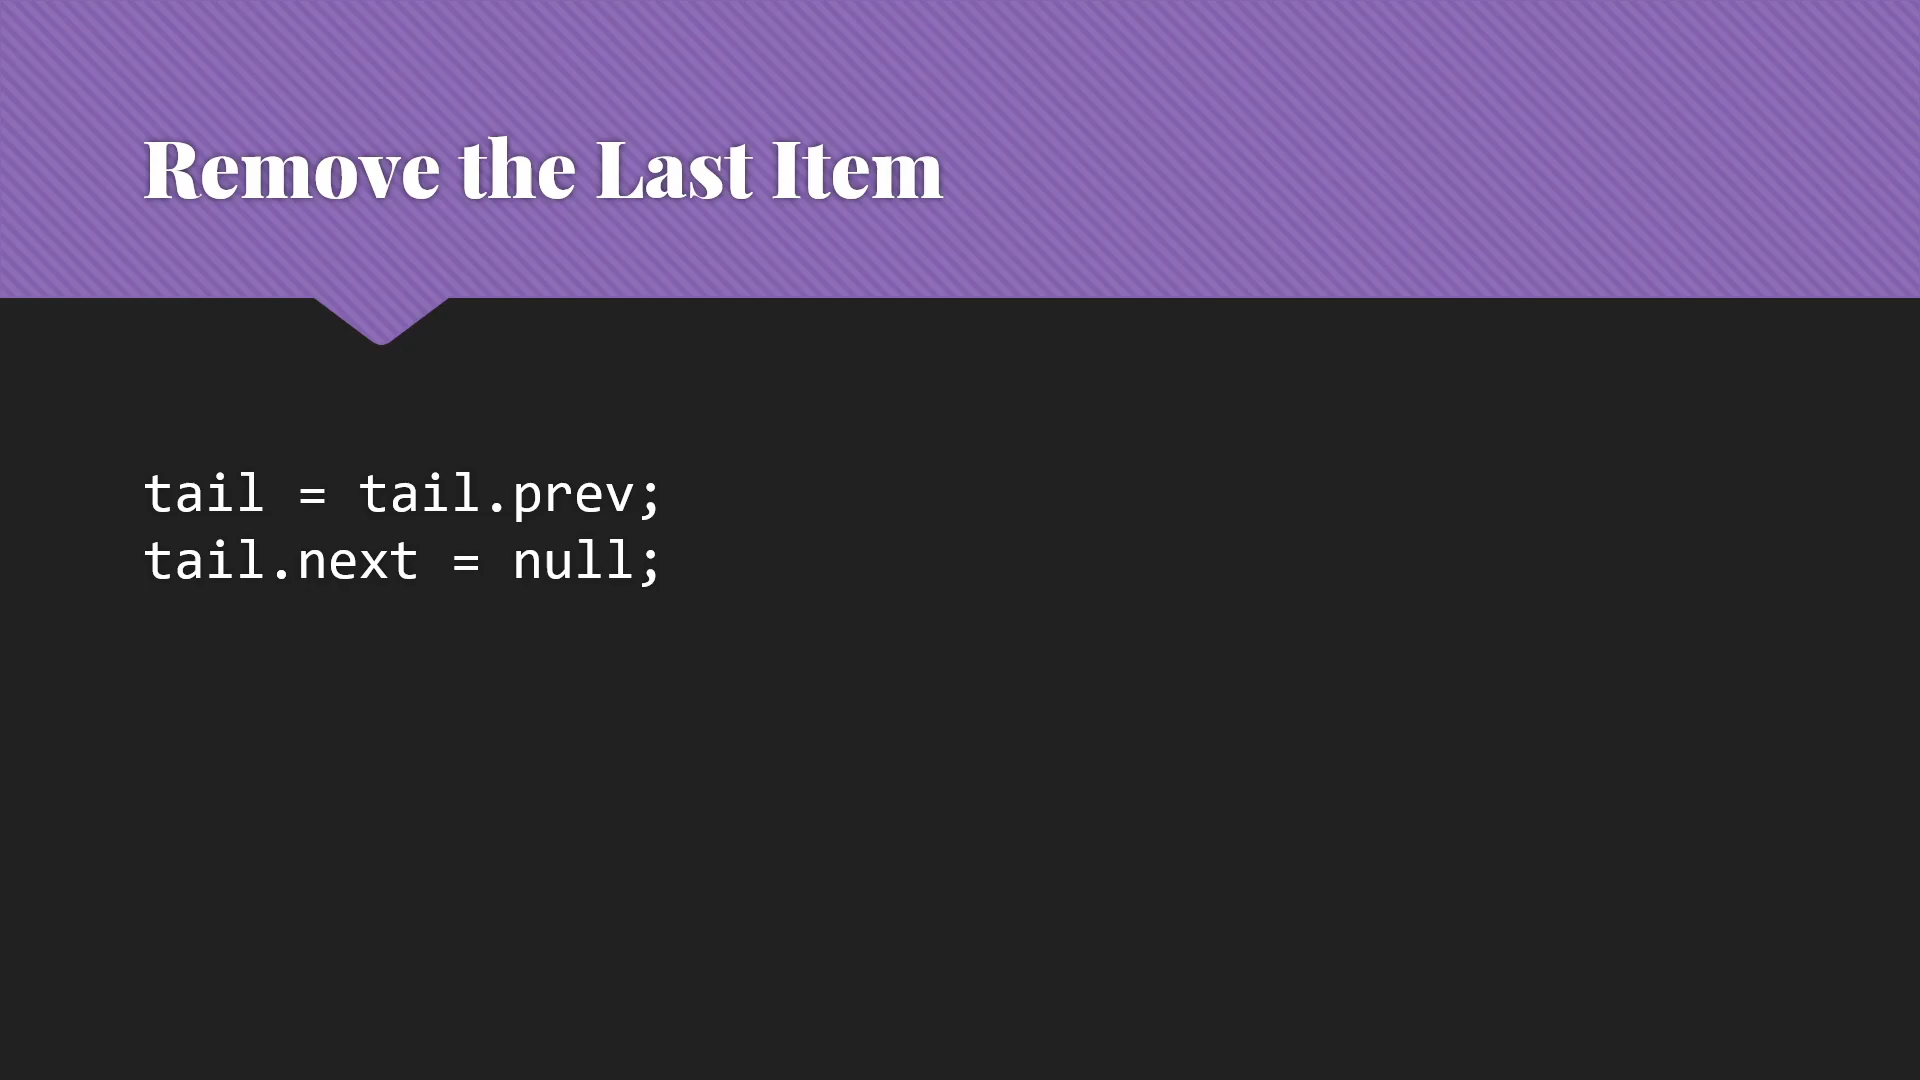 Remove the Last Item
tail = tail.prev;
tail.next = null;